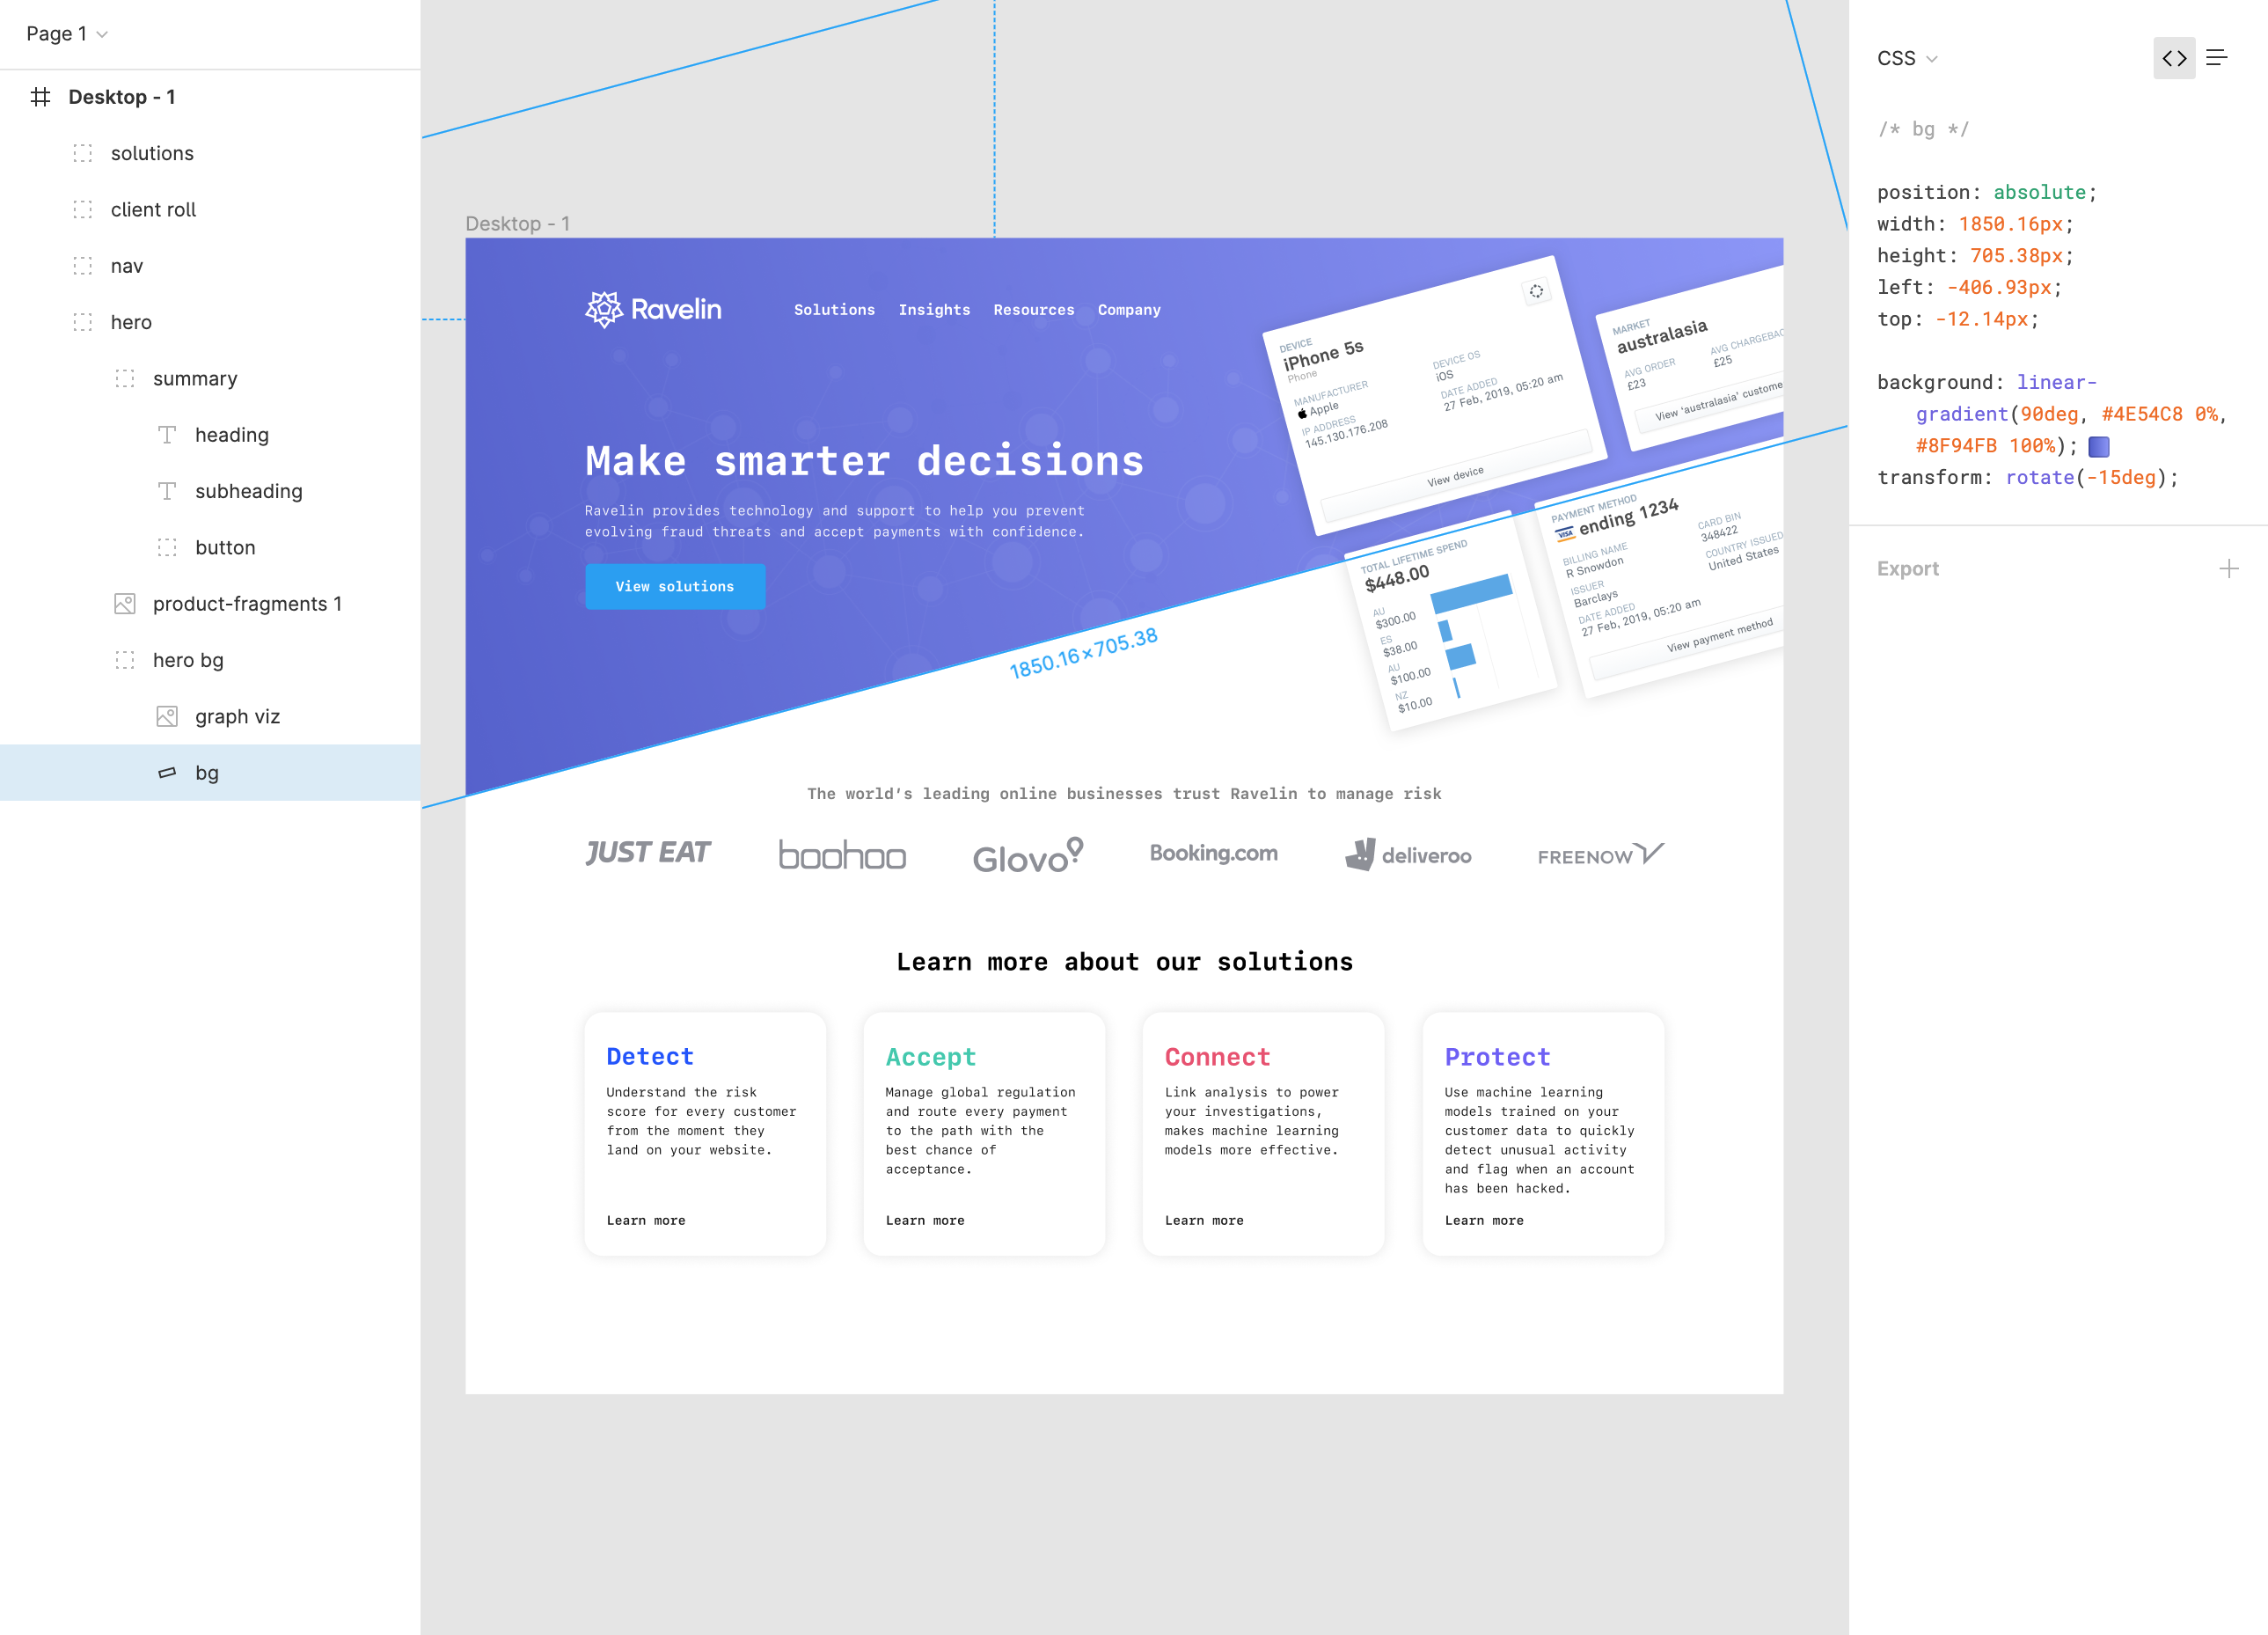 Page 1
Desktop - 1
solutions
client roll
nav
hero
summary
heading
subheading
button
product-fragments 1
hero bg
graph viz
bg
Desktop - 1
Ravelin
Solutions Insights Resources Company
Make smarter decisions
Ravelin provides technology and support to help you prevent
evolving fraud threats and accept payments with confidence.
View solutions
DEVICE
iPhone 5s
Phone
MANUFACTURER
Apple
IP ADDRESS
145.130.176.208
DEVICE OS
iOS
DATE ADDED
27 Feb, 2019, 05:20 am
View device
MARKET
australasia
AVG ORDER
£23
AVG CHARGEBAC
£25
View 'australasia' custome
TOTAL LIFETIME SPEND
$448.00
AU
$300.00
ES
$38.00
AU
$100.00
NZ
$10.00
PAYMENT METHOD
VISA ending 1234
BILLING NAME
R Snowdon
ISSUER
Barclays
DATE ADDED
27 Feb, 2019, 05:20 am
CARD BIN
348422
COUNTRY ISSUED
United States
View payment method
1850.16 × 705.38
The world's leading online businesses trust Ravelin to manage risk
JUST EAT
boohoo
Glovo
Booking.com
deliveroo
FREENOW
Learn more about our solutions
Detect
Understand the risk
score for every customer
from the moment they
land on your website.
Learn more
Accept
Manage global regulation
and route every payment
to the path with the
best chance of
acceptance.
Learn more
Connect
Link analysis to power
your investigations,
makes machine learning
models more effective.
Learn more
Protect
Use machine learning
models trained on your
customer data to quickly
detect unusual activity
and flag when an account
has been hacked.
Learn more
CSS
/* bg */
position: absolute;
width: 1850.16px;
height: 705.38px;
left: -406.93px;
top: -12.14px;
background: linear-
gradient(90deg, #4E54C8 0%,
#8F94FB 100%);
transform: rotate(-15deg);
Export